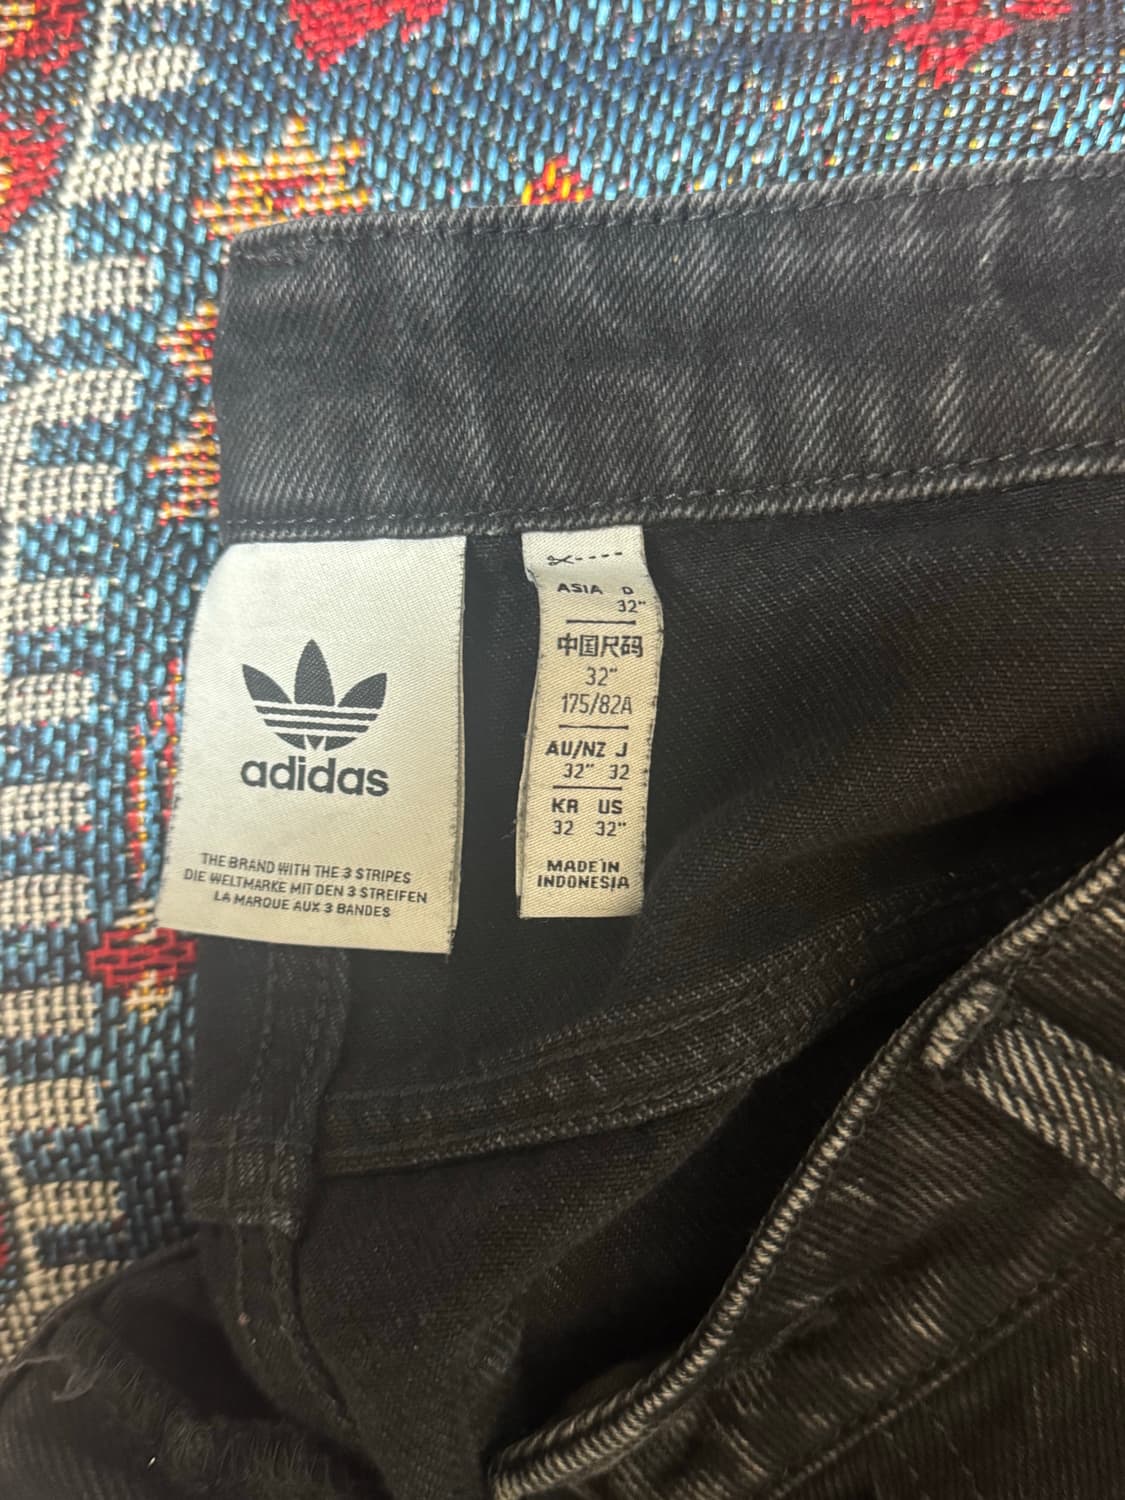 adidas
THE BRAND WITH THE 3 STRIPES
DIE WELTMARKE MIT DEN 3 STREIFEN
LA MARQUE AUX 3 BANDES
ASIA D
32"
中国尺码
32"
175/82A
AU/NZ J
32" 32
KR US
32 32"
MADE IN
INDONESIA